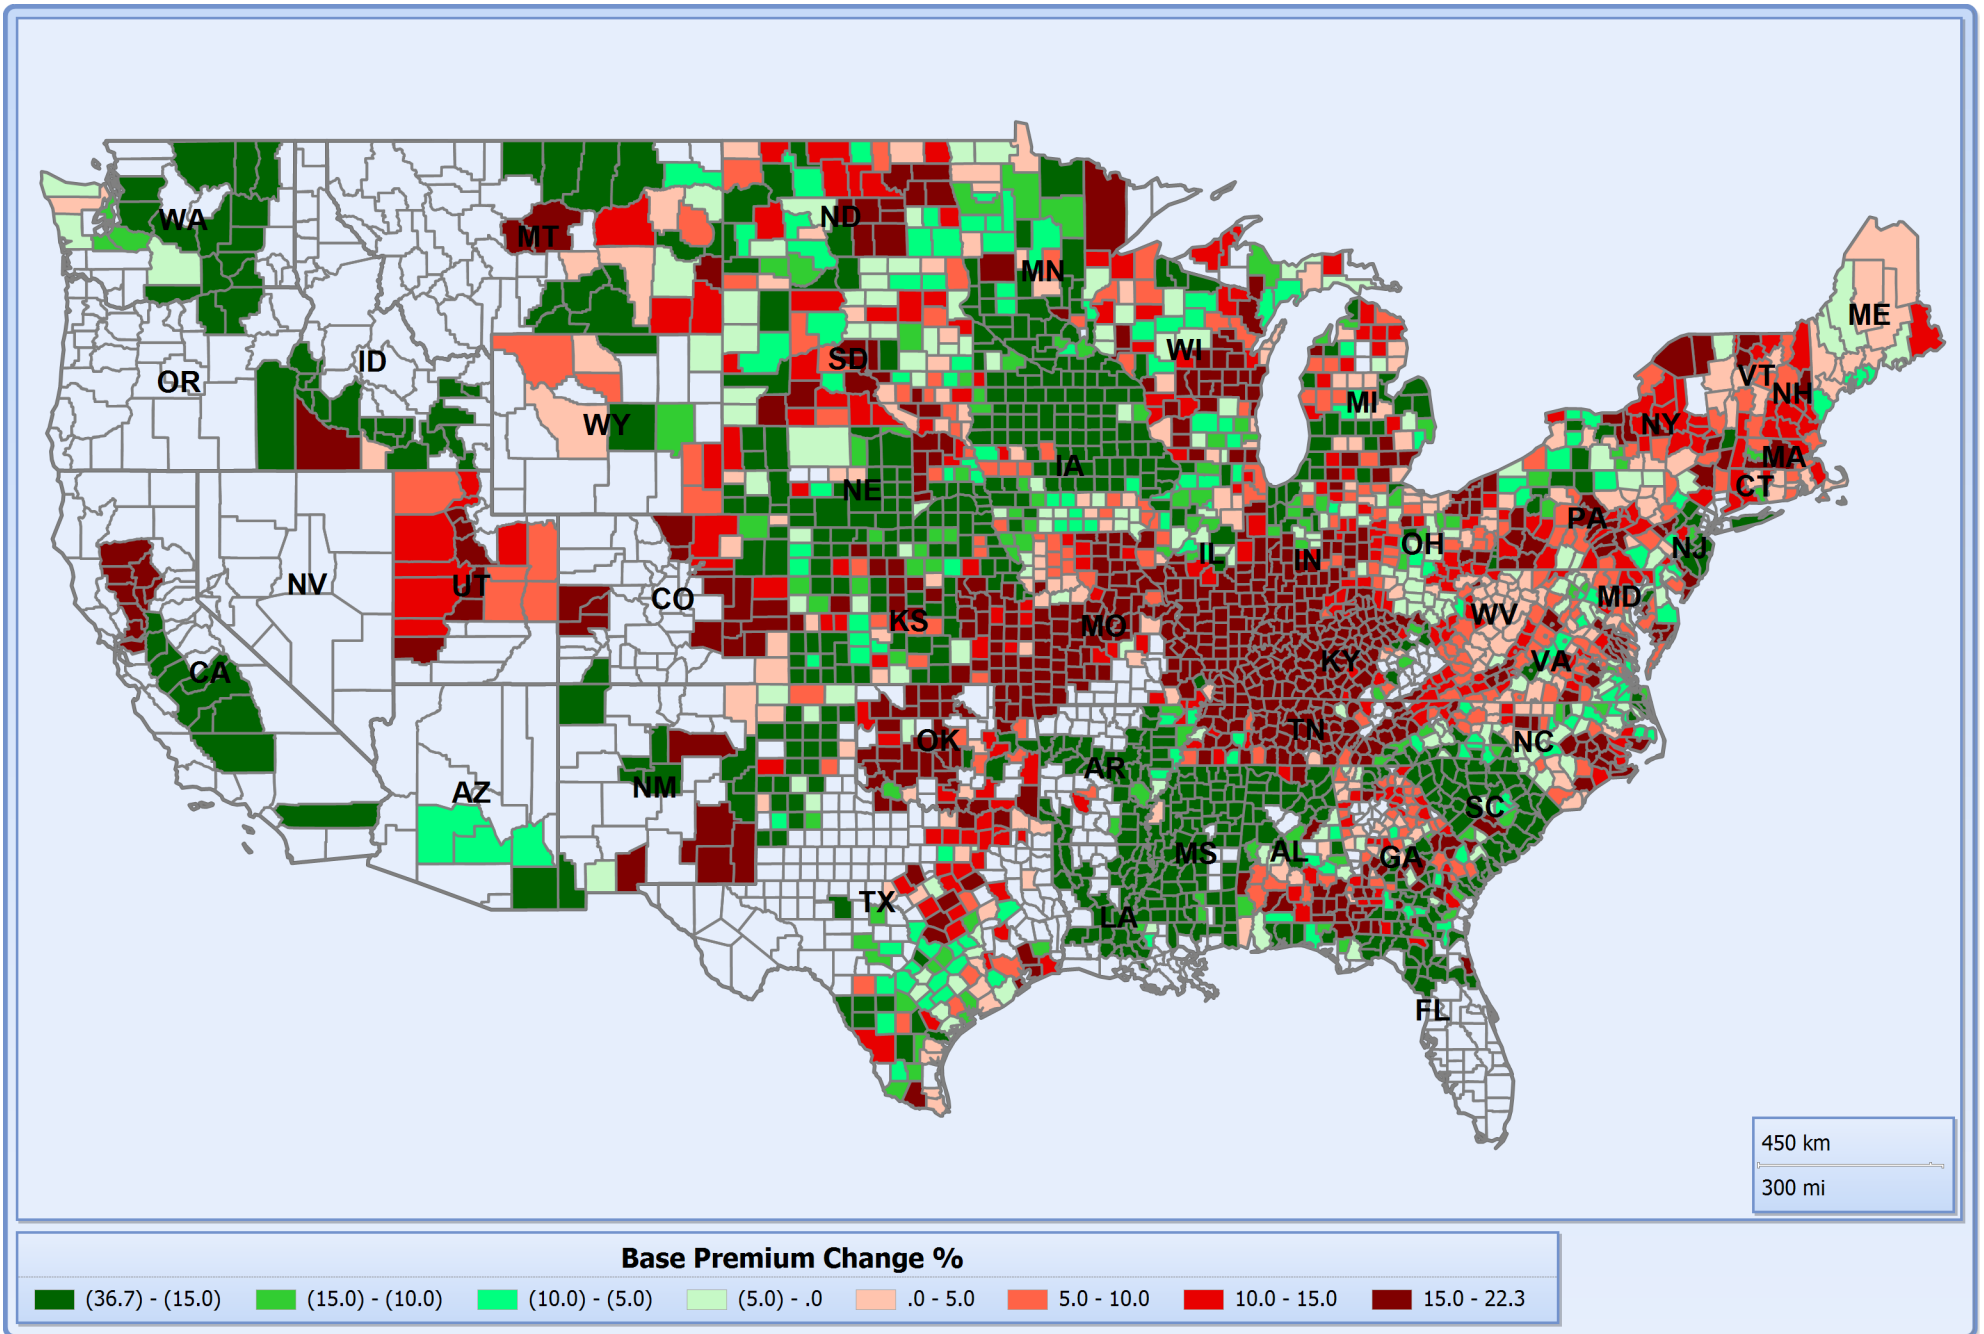 WA
MT
ND
MN
ME
OR
ID
SD
WI
VT
NH
WY
MI
NY
MA
IA
CT
NE
PA
NV
UT
CO
IL
IN
OH
NJ
KS
MO
WV
MD
CA
KY
VA
AZ
NM
OK
AR
TN
NC
SC
MS
AL
GA
TX
LA
FL
450 km
300 mi
Base Premium Change %
(36.7) - (15.0)
(15.0) - (10.0)
(10.0) - (5.0)
(5.0) - .0
.0 - 5.0
5.0 - 10.0
10.0 - 15.0
15.0 - 22.3